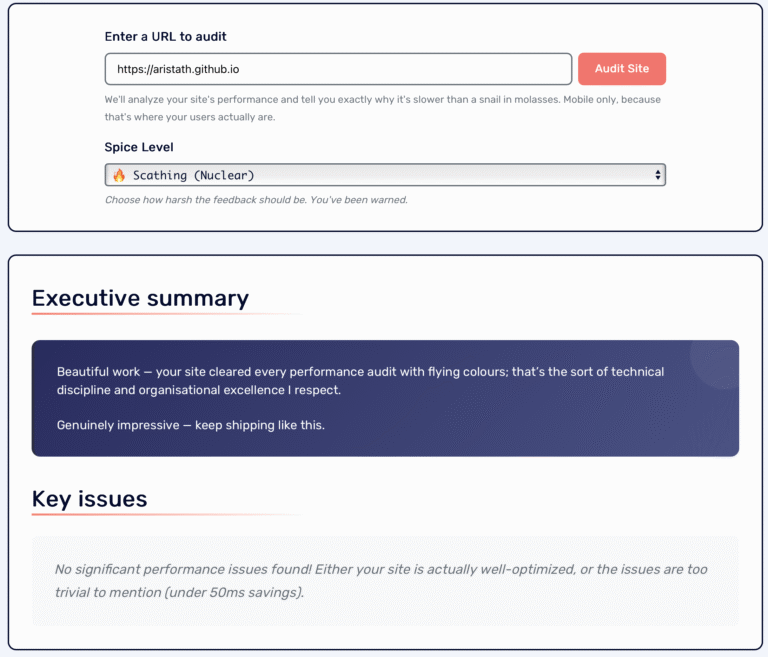 Enter a URL to audit
https://aristath.github.io
Audit Site
We'll analyze your site's performance and tell you exactly why it's slower than a snail in molasses. Mobile only, because
that's where your users actually are.
Spice Level
🔥 Scathing (Nuclear)
Choose how harsh the feedback should be. You've been warned.
Executive summary
Beautiful work — your site cleared every performance audit with flying colours; that's the sort of technical
discipline and organisational excellence I respect.
Genuinely impressive — keep shipping like this.
Key issues
No significant performance issues found! Either your site is actually well-optimized, or the issues are too
trivial to mention (under 50ms savings).